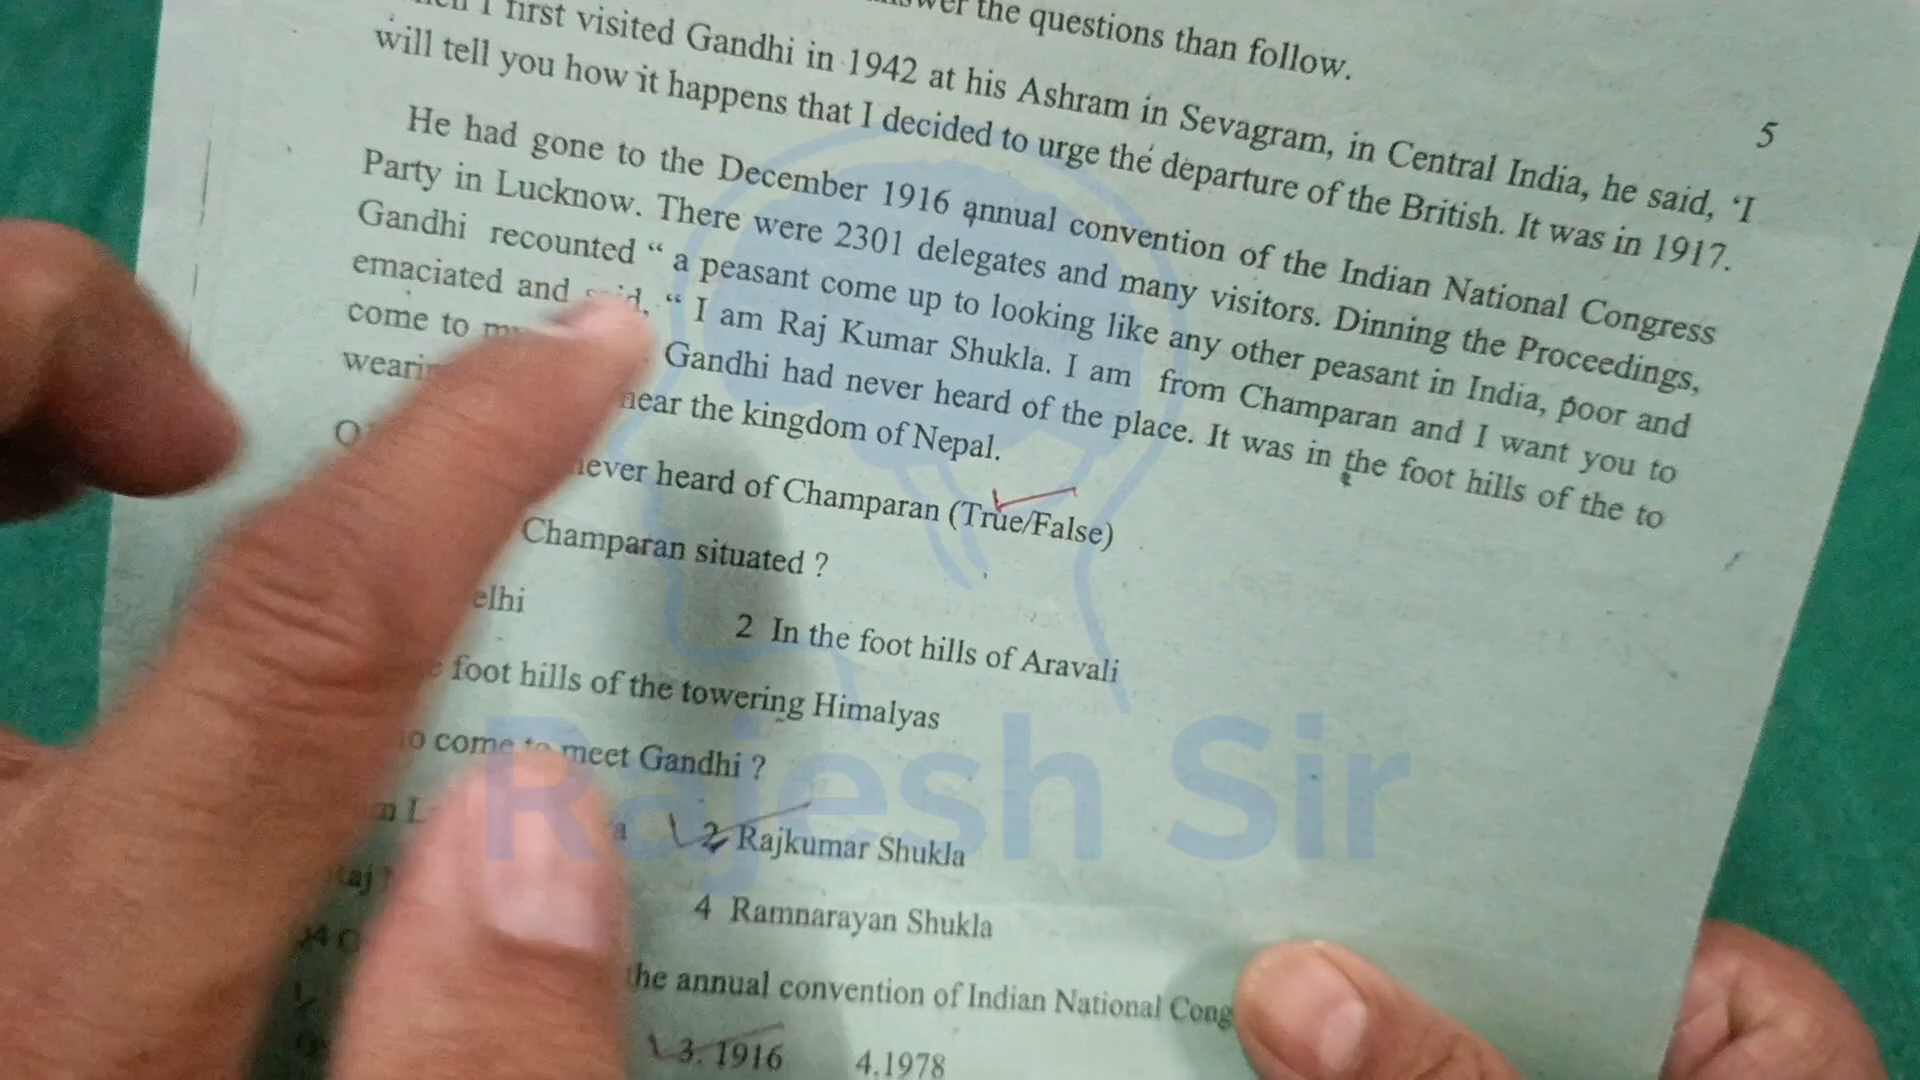 the questions than follow.
I first visited Gandhi in 1942 at his Ashram in Sevagram, in Central India, he said, ‘I
5
will tell you how it happens that I decided to urge the departure of the British. It was in 1917.
He had gone to the December 1916 annual convention of the Indian National Congress
Party in Lucknow. There were 2301 delegates and many visitors. Dinning the Proceedings,
Gandhi recounted “ a peasant come up to looking like any other peasant in India, poor and
emaciated and said, “ I am Raj Kumar Shukla. I am from Champaran and I want you to
come to Gandhi had never heard of the place. It was in the foot hills of the to
near the kingdom of Nepal.
never heard of Champaran (True/False)
Champaran situated ?
2 In the foot hills of Aravali
foot hills of the towering Himalyas
come to meet Gandhi ?
2 Rajkumar Shukla
4 Ramnarayan Shukla
the annual convention of Indian National Cong
3. 1916 4.1978
Rajesh Sir